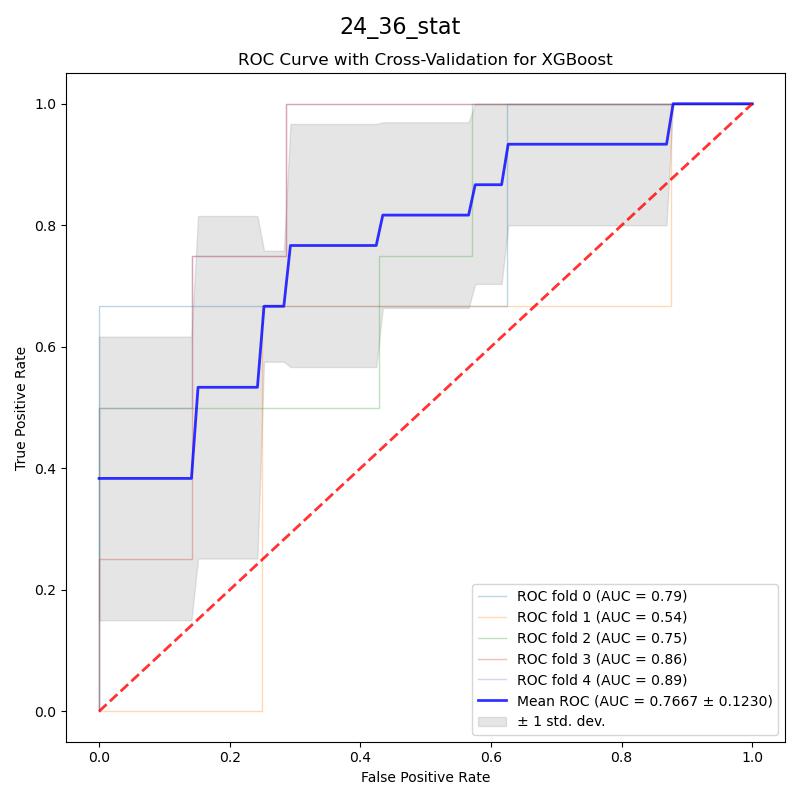 24_36_stat
ROC Curve with Cross-Validation for XGBoost
True Positive Rate
1.0
0.8
0.6
0.4
0.2
0.0
ROC fold 0 (AUC = 0.79)
ROC fold 1 (AUC = 0.54)
ROC fold 2 (AUC = 0.75)
ROC fold 3 (AUC = 0.86)
ROC fold 4 (AUC = 0.89)
Mean ROC (AUC = 0.7667 ± 0.1230)
± 1 std. dev.
0.0 0.2 0.4 0.6 0.8 1.0
False Positive Rate